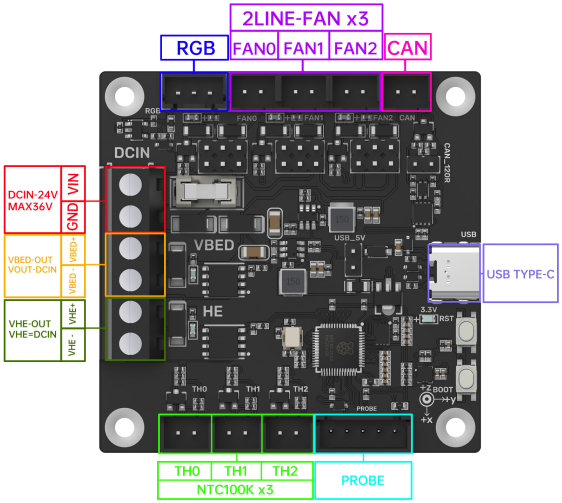 2LINE-FAN x3
RGB
FAN0
FAN1
FAN2
CAN
RGB
FAN0
FAN1
FAN2
CAN
DCIN
CAN_120R
DCIN-24V
MAX36V
VIN
GND
VBED-OUT
VOUT-DCIN
VBED+
VBED -
VHE-OUT
VHE=DCIN
VHE+
VHE-
VBED
USB_5V
USB
USB TYPE-C
HE
3.3V
RST
BOOT
+Z
+y
+x
TH0
TH1
TH2
PROBE
TH0
TH1
TH2
NTC100K x3
PROBE